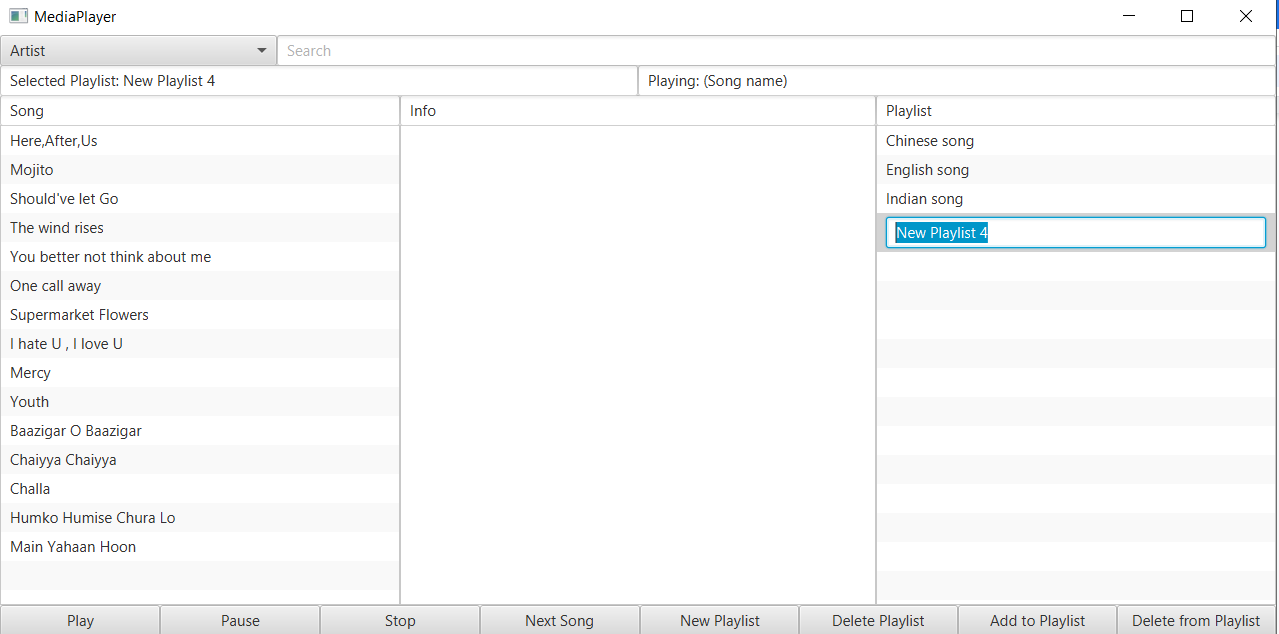 MediaPlayer
Artist
Search
Selected Playlist: New Playlist 4
Playing: (Song name)
Song
Info
Playlist
Here,After,Us
Mojito
Should've let Go
The wind rises
You better not think about me
One call away
Supermarket Flowers
I hate U , I love U
Mercy
Youth
Baazigar O Baazigar
Chaiyya Chaiyya
Challa
Humko Humise Chura Lo
Main Yahaan Hoon
Chinese song
English song
Indian song
New Playlist 4
Play
Pause
Stop
Next Song
New Playlist
Delete Playlist
Add to Playlist
Delete from Playlist